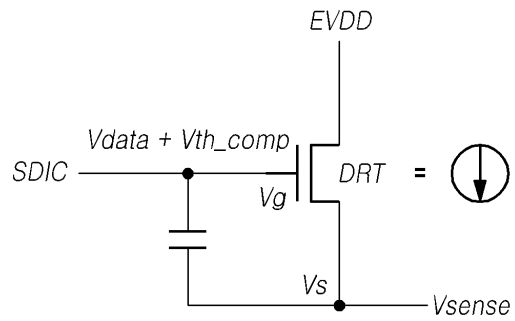 EVDD
Vdata + Vth_comp
SDIC
Vg
DRT =
Vs
Vsense